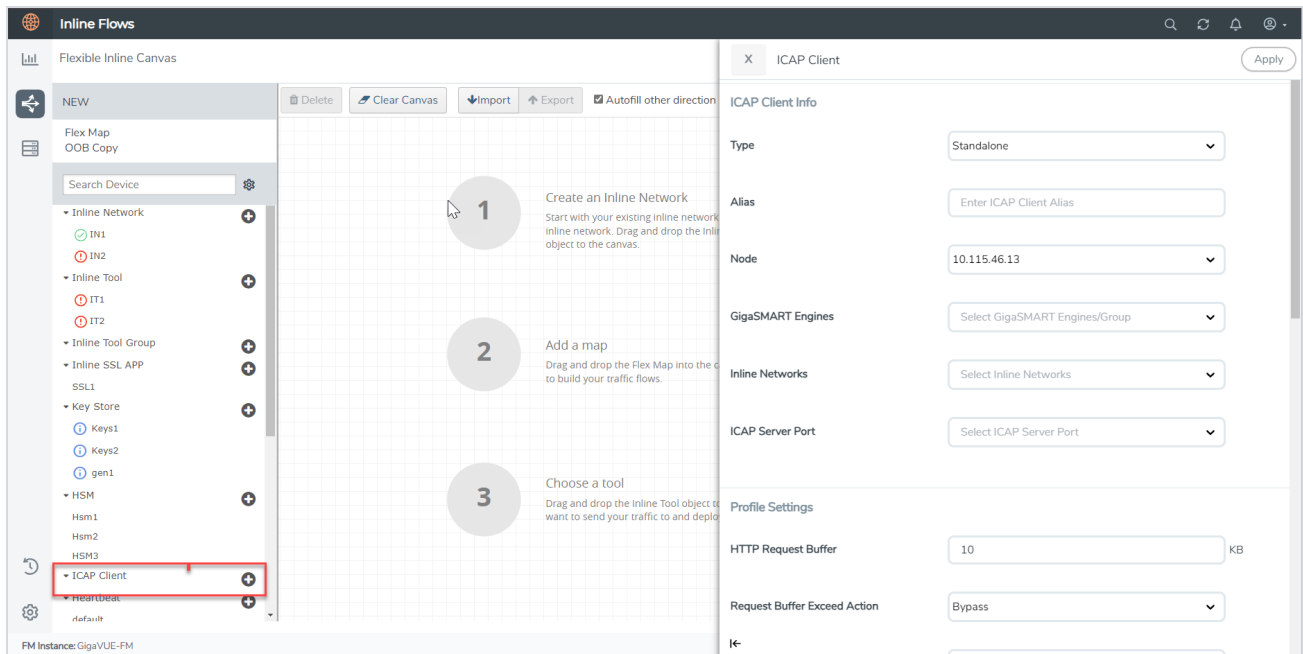 Inline Flows
Flexible Inline Canvas
NEW
Flex Map
OOB Copy
Search Device
Inline Network
IN1
IN2
Inline Tool
IT1
IT2
Inline Tool Group
Inline SSL APP
SSL1
Key Store
Keys1
Keys2
gen1
HSM
Hsm1
Hsm2
HSM3
ICAP Client
Heartbeat
default
FM Instance: GigaVUE-FM
Delete
Clear Canvas
Import
Export
Autofill other direction
1
Create an Inline Network
Start with your existing inline network
inline network. Drag and drop the Inli
object to the canvas.
2
Add a map
Drag and drop the Flex Map into the c
to build your traffic flows.
3
Choose a tool
Drag and drop the Inline Tool object to
want to send your traffic to and deplo
X
ICAP Client
Apply
ICAP Client Info
Type
Standalone
Alias
Enter ICAP Client Alias
Node
10.115.46.13
GigaSMART Engines
Select GigaSMART Engines/Group
Inline Networks
Select Inline Networks
ICAP Server Port
Select ICAP Server Port
Profile Settings
HTTP Request Buffer
10
KB
Request Buffer Exceed Action
Bypass